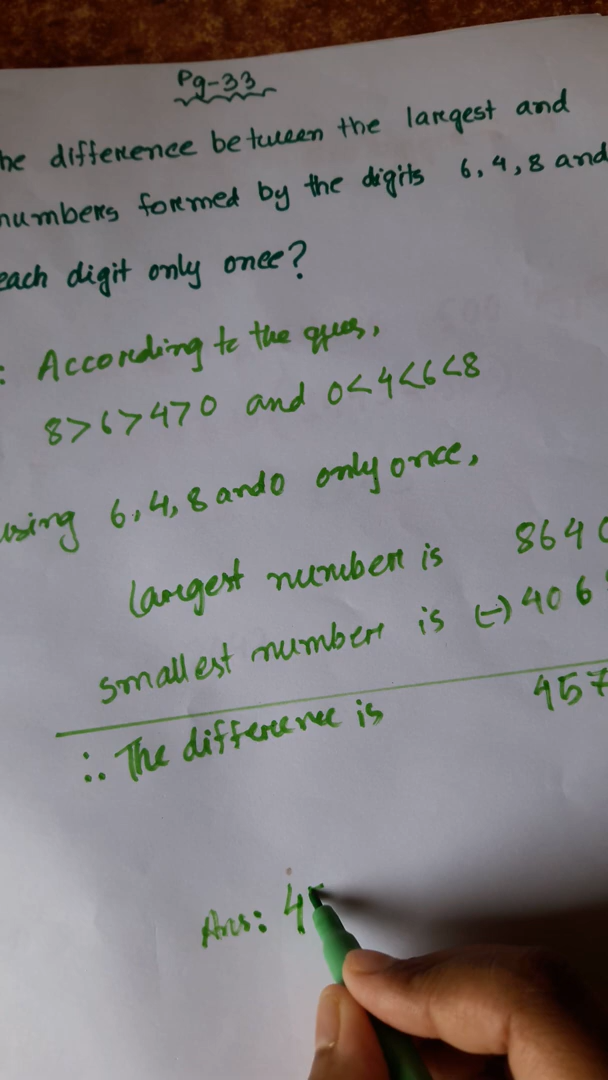 Pg-33
he difference between the largest and
numbers formed by the digits 6, 4, 8 and
each digit only once?
: According to the ques,
8>6>4>0 and 0<4<6<8
using 6, 4, 8 and 0 only once,
largest number is 8640
smallest number is (-) 406
∴ The difference is 457
Ans: 4